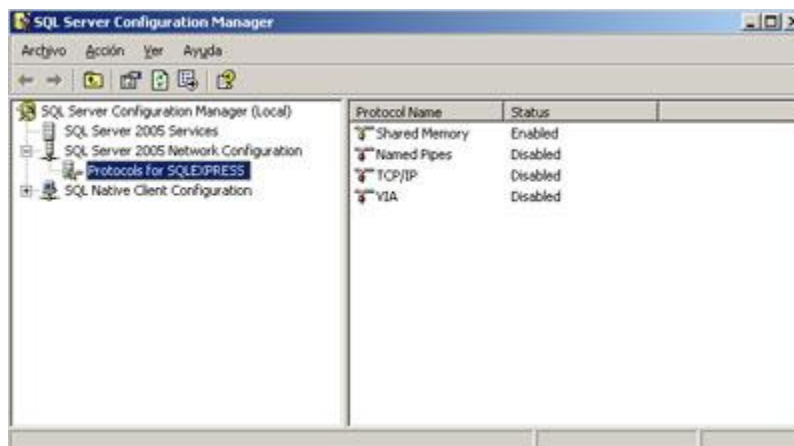 SQL Server Configuration Manager
Archivo Acción Ver Ayuda
SQL Server Configuration Manager (Local)
SQL Server 2005 Services
SQL Server 2005 Network Configuration
Protocols for SQLEXPRESS
SQL Native Client Configuration
Protocol Name Status
Shared Memory Enabled
Named Pipes Disabled
TCP/IP Disabled
VIA Disabled